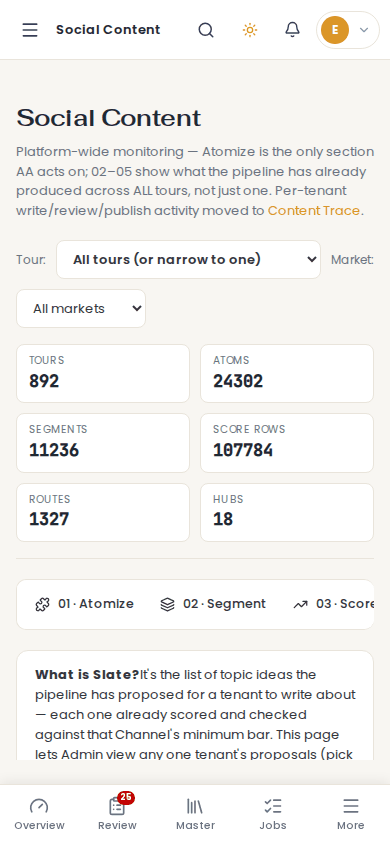 Social Content
E
Social Content
Platform-wide monitoring — Atomize is the only section
AA acts on; 02–05 show what the pipeline has already
produced across ALL tours, not just one. Per-tenant
write/review/publish activity moved to Content Trace.
Tour: All tours (or narrow to one) Market:
All markets
TOURS ATOMS
892 24302
SEGMENTS SCORE ROWS
11236 107784
ROUTES HUBS
1327 18
01 · Atomize 02 · Segment 03 · Score
What is Slate?It's the list of topic ideas the
pipeline has proposed for a tenant to write about
— each one already scored and checked
against that Channel's minimum bar. This page
lets Admin view any one tenant's proposals (pick
25
Overview Review Master Jobs More